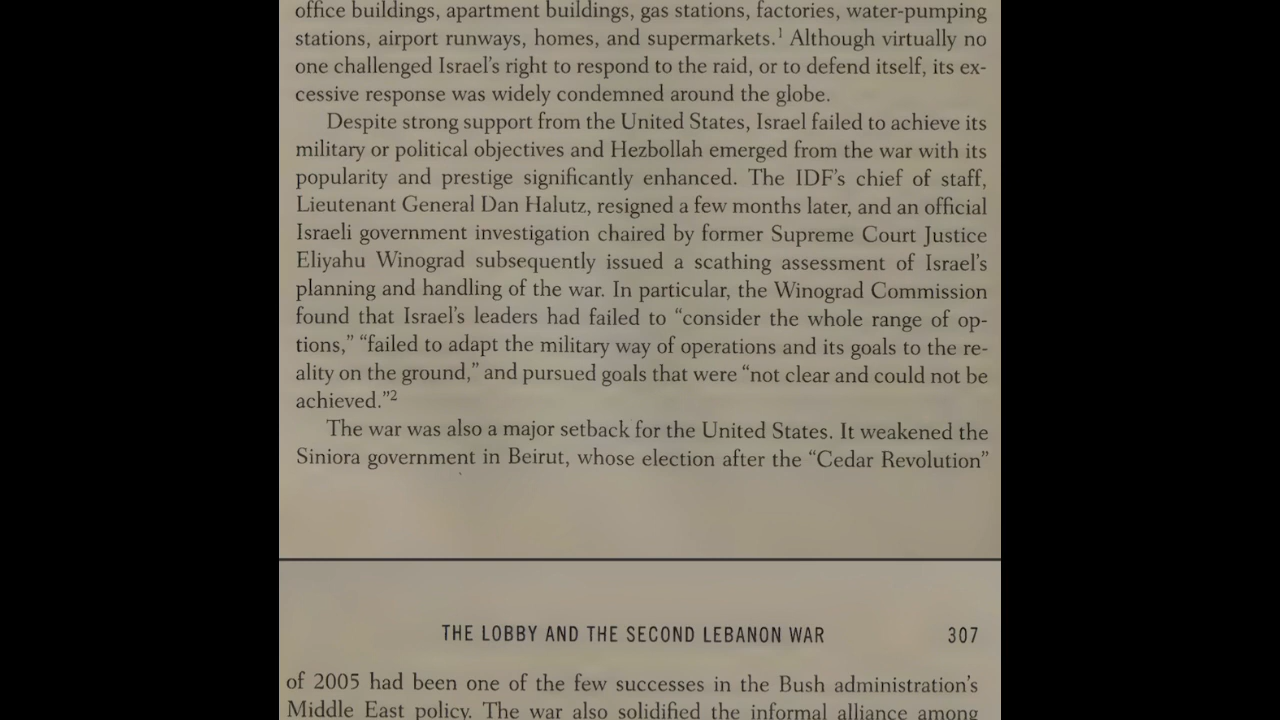 office buildings, apartment buildings, gas stations, factories, water-pumping
stations, airport runways, homes, and supermarkets.¹ Although virtually no
one challenged Israel's right to respond to the raid, or to defend itself, its ex-
cessive response was widely condemned around the globe.
Despite strong support from the United States, Israel failed to achieve its
military or political objectives and Hezbollah emerged from the war with its
popularity and prestige significantly enhanced. The IDF's chief of staff,
Lieutenant General Dan Halutz, resigned a few months later, and an official
Israeli government investigation chaired by former Supreme Court Justice
Eliyahu Winograd subsequently issued a scathing assessment of Israel's
planning and handling of the war. In particular, the Winograd Commission
found that Israel's leaders had failed to “consider the whole range of op-
tions,” “failed to adapt the military way of operations and its goals to the re-
ality on the ground,” and pursued goals that were “not clear and could not be
achieved.”²
The war was also a major setback for the United States. It weakened the
Siniora government in Beirut, whose election after the “Cedar Revolution”
THE LOBBY AND THE SECOND LEBANON WAR 307
of 2005 had been one of the few successes in the Bush administration's
Middle East policy. The war also solidified the informal alliance among